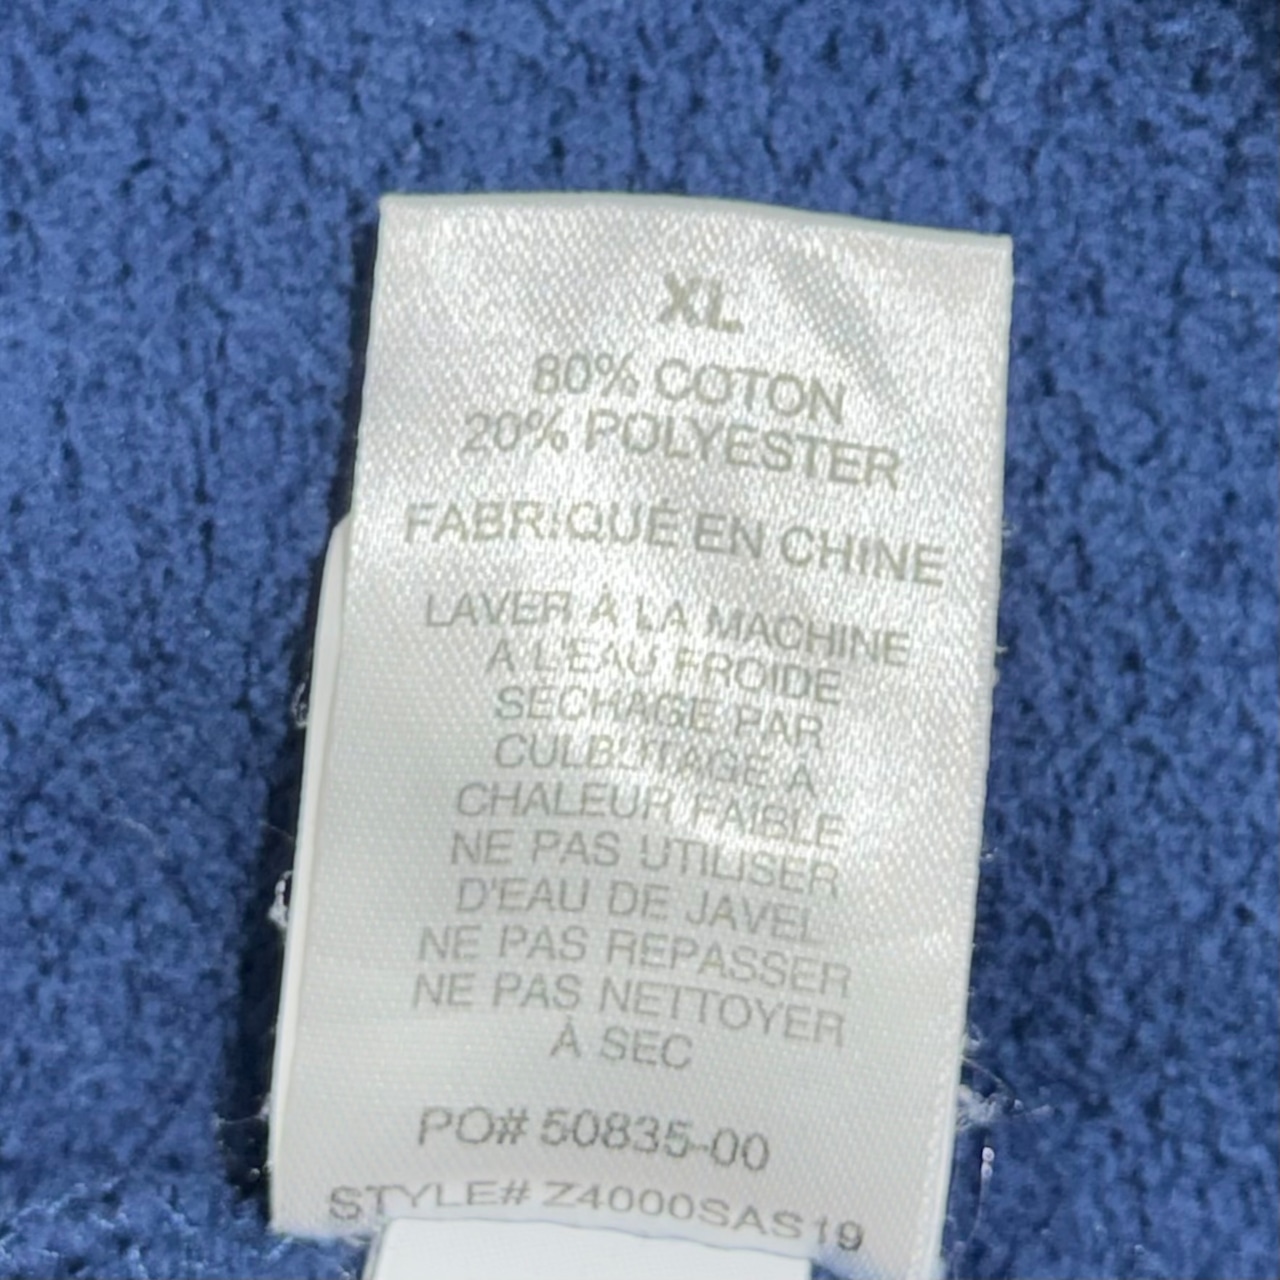 XL
80% COTON
20% POLYESTER
FABRIQUÉ EN CHINE
LAVER À LA MACHINE
À L'EAU FROIDE
SECHAGE PAR
CULBUTAGE À
CHALEUR FAIBLE
NE PAS UTILISER
D'EAU DE JAVEL
NE PAS REPASSER
NE PAS NETTOYER
À SEC
PO# 50835-00
STYLE# Z4000SAS19